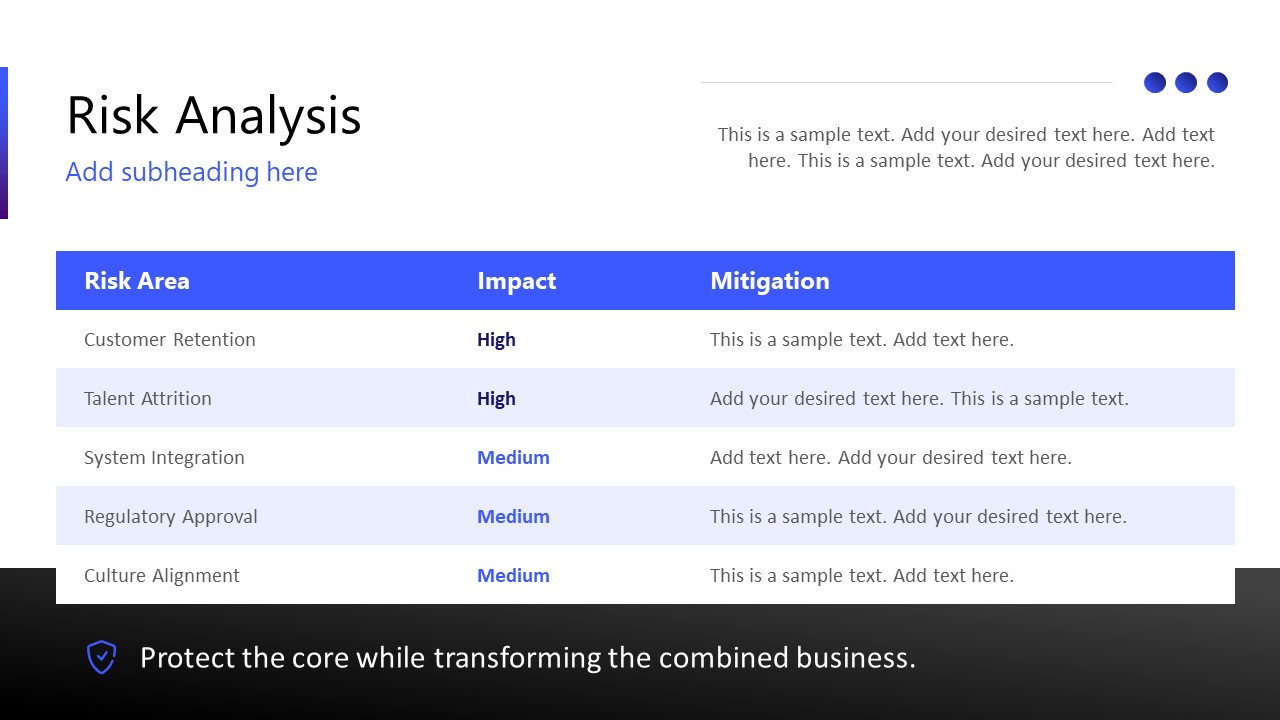 Risk Analysis
Add subheading here
This is a sample text. Add your desired text here. Add text
here. This is a sample text. Add your desired text here.
Risk Area Impact Mitigation
Customer Retention High This is a sample text. Add text here.
Talent Attrition High Add your desired text here. This is a sample text.
System Integration Medium Add text here. Add your desired text here.
Regulatory Approval Medium This is a sample text. Add your desired text here.
Culture Alignment Medium This is a sample text. Add text here.
Protect the core while transforming the combined business.